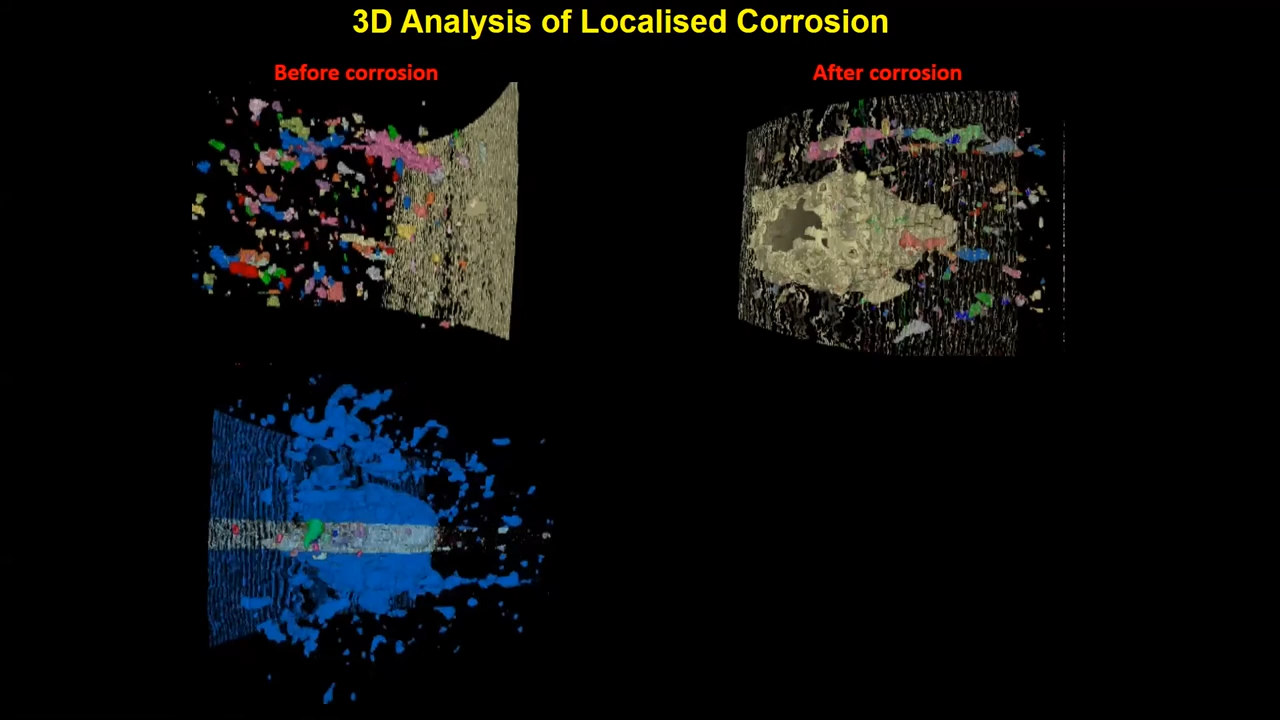 3D Analysis of Localised Corrosion
Before corrosion
After corrosion